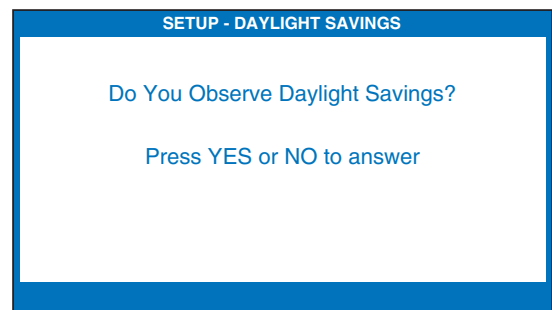 SETUP - DAYLIGHT SAVINGS
Do You Observe Daylight Savings?
Press YES or NO to answer